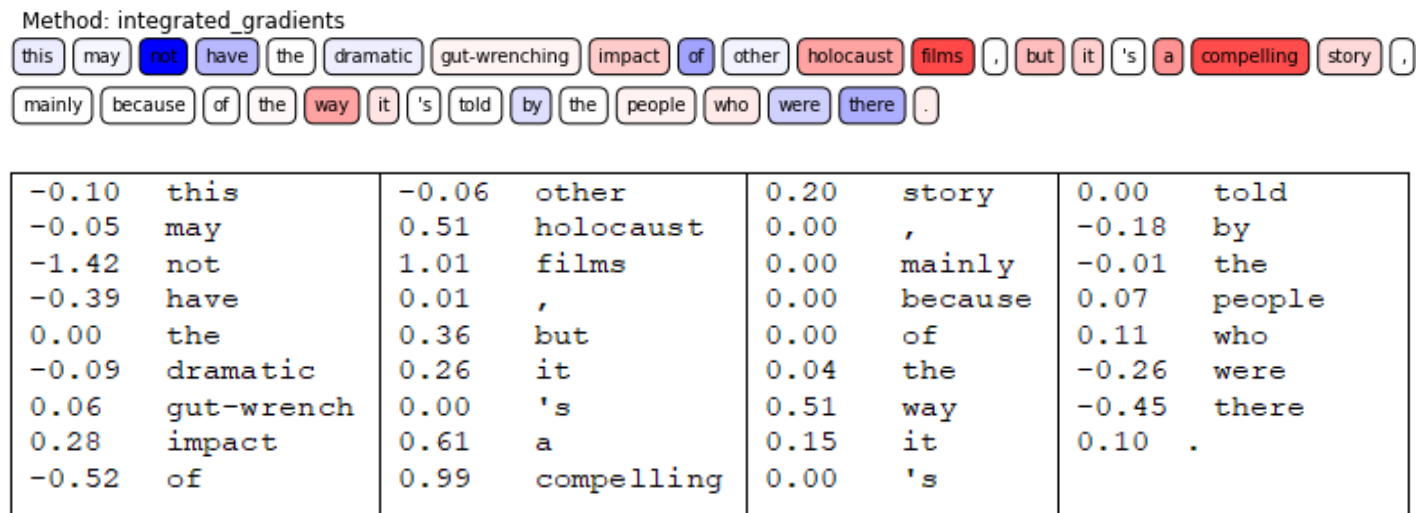 Method: integrated_gradients
this may not have the dramatic gut-wrenching impact of other holocaust films , but it 's a compelling story ,
mainly because of the way it 's told by the people who were there .
-0.10 this -0.06 other 0.20 story 0.00 told
-0.05 may 0.51 holocaust 0.00 , -0.18 by
-1.42 not 1.01 films 0.00 mainly -0.01 the
-0.39 have 0.01 , 0.00 because 0.07 people
0.00 the 0.36 but 0.00 of 0.11 who
-0.09 dramatic 0.26 it 0.04 the -0.26 were
0.06 gut-wrench 0.00 's 0.51 way -0.45 there
0.28 impact 0.61 a 0.15 it 0.10 .
-0.52 of 0.99 compelling 0.00 's